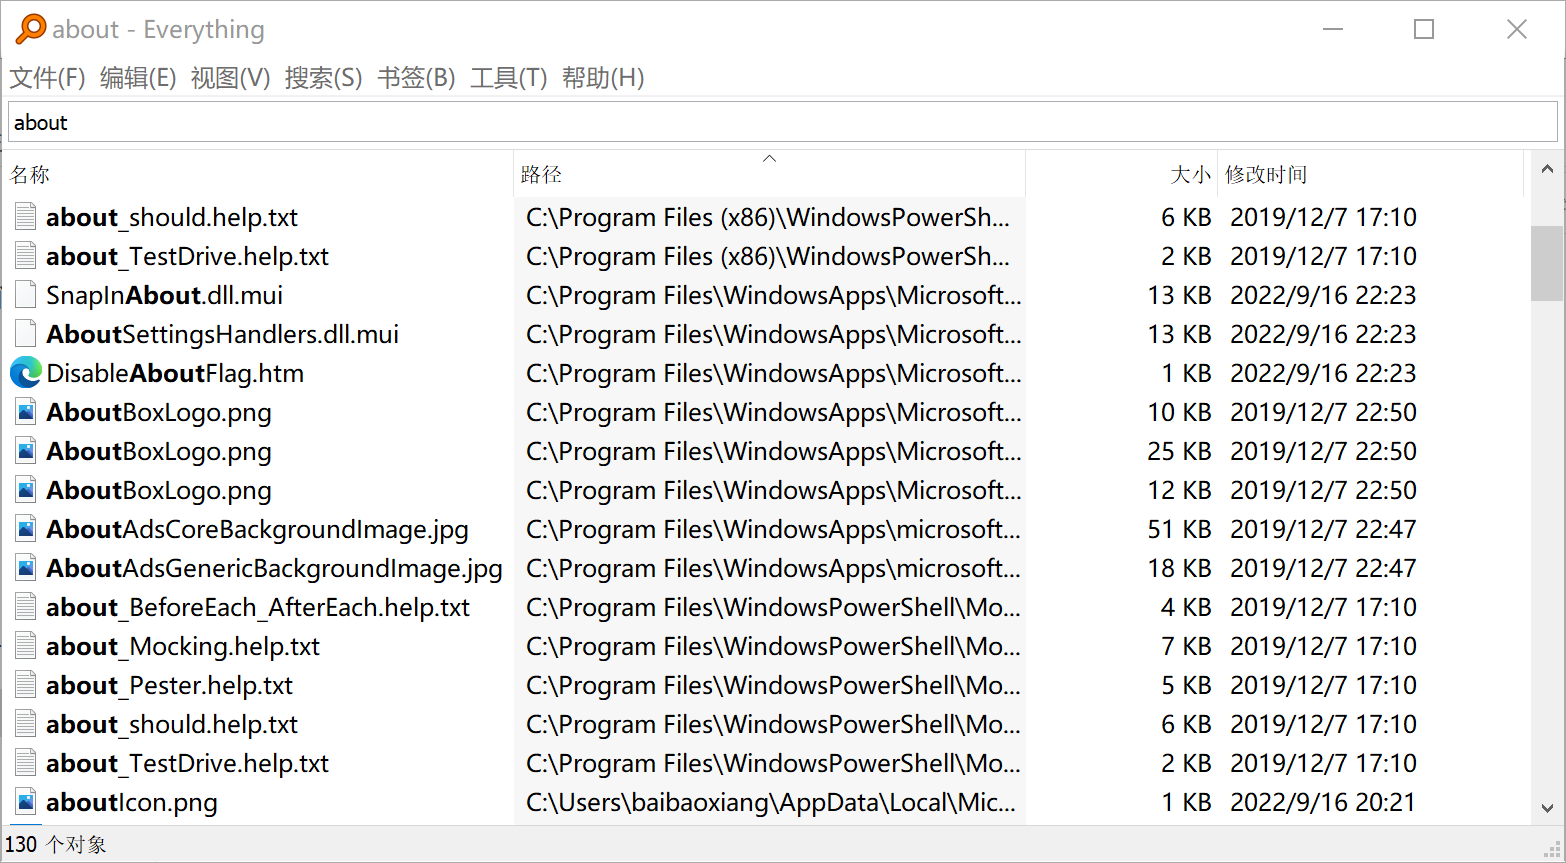 about - Everything
文件(F) 编辑(E) 视图(V) 搜索(S) 书签(B) 工具(T) 帮助(H)
about
名称 路径 大小 修改时间
about_should.help.txt C:\Program Files (x86)\WindowsPowerSh... 6 KB 2019/12/7 17:10
about_TestDrive.help.txt C:\Program Files (x86)\WindowsPowerSh... 2 KB 2019/12/7 17:10
SnapInAbout.dll.mui C:\Program Files\WindowsApps\Microsoft... 13 KB 2022/9/16 22:23
AboutSettingsHandlers.dll.mui C:\Program Files\WindowsApps\Microsoft... 13 KB 2022/9/16 22:23
DisableAboutFlag.htm C:\Program Files\WindowsApps\Microsoft... 1 KB 2022/9/16 22:23
AboutBoxLogo.png C:\Program Files\WindowsApps\Microsoft... 10 KB 2019/12/7 22:50
AboutBoxLogo.png C:\Program Files\WindowsApps\Microsoft... 25 KB 2019/12/7 22:50
AboutBoxLogo.png C:\Program Files\WindowsApps\Microsoft... 12 KB 2019/12/7 22:50
AboutAdsCoreBackgroundImage.jpg C:\Program Files\WindowsApps\microsoft... 51 KB 2019/12/7 22:47
AboutAdsGenericBackgroundImage.jpg C:\Program Files\WindowsApps\microsoft... 18 KB 2019/12/7 22:47
about_BeforeEach_AfterEach.help.txt C:\Program Files\WindowsPowerShell\Mo... 4 KB 2019/12/7 17:10
about_Mocking.help.txt C:\Program Files\WindowsPowerShell\Mo... 7 KB 2019/12/7 17:10
about_Pester.help.txt C:\Program Files\WindowsPowerShell\Mo... 5 KB 2019/12/7 17:10
about_should.help.txt C:\Program Files\WindowsPowerShell\Mo... 6 KB 2019/12/7 17:10
about_TestDrive.help.txt C:\Program Files\WindowsPowerShell\Mo... 2 KB 2019/12/7 17:10
aboutIcon.png C:\Users\baibaoxiang\AppData\Local\Mic... 1 KB 2022/9/16 20:21
130 个对象